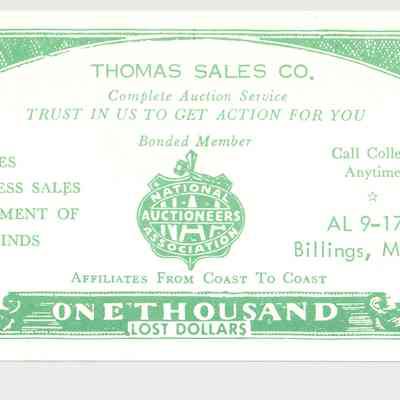 THOMAS SALES CO.
Complete Auction Service
TRUST IN US TO GET ACTION FOR YOU
Bonded Member
ES
ESS SALES
MENT OF
INDS
NATIONAL
AUCTIONEERS
NAA
ASSOCIATION
Call Colle
Anytime
☆
AL 9-17
Billings, M
AFFILIATES FROM COAST TO COAST
ONE THOUSAND
LOST DOLLARS